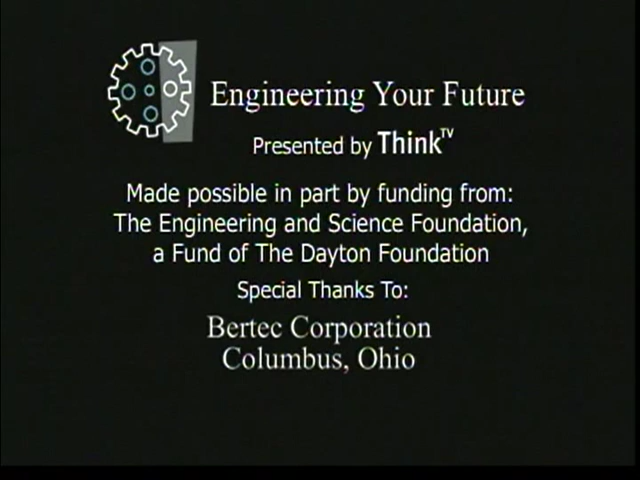 Engineering Your Future
Presented by ThinkTV
Made possible in part by funding from:
The Engineering and Science Foundation,
a Fund of The Dayton Foundation
Special Thanks To:
Bertec Corporation
Columbus, Ohio